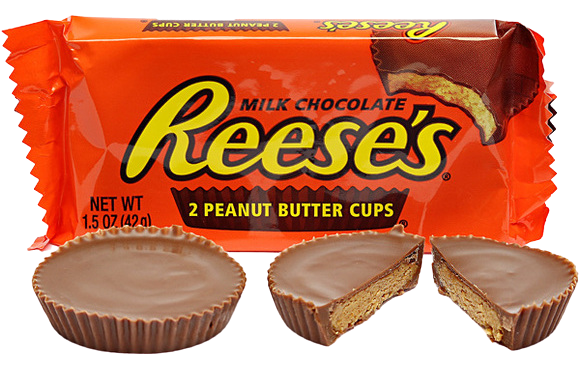 Reese's
2 PEANUT BUTTER CUPS
MILK CHOCOLATE
Reese's®
2 PEANUT BUTTER CUPS
®
NET WT
1.5 OZ (42g)